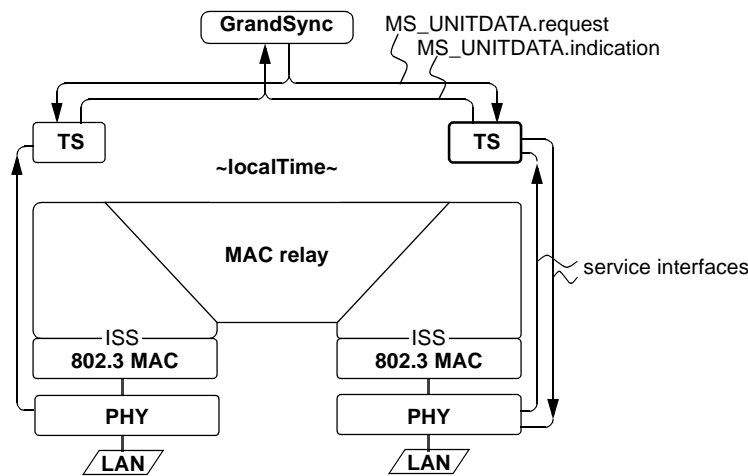 GrandSync
MS_UNITDATA.request
MS_UNITDATA.indication
TS
TS
~localTime~
MAC relay
service interfaces
ISS
ISS
802.3 MAC
802.3 MAC
PHY
PHY
LAN
LAN